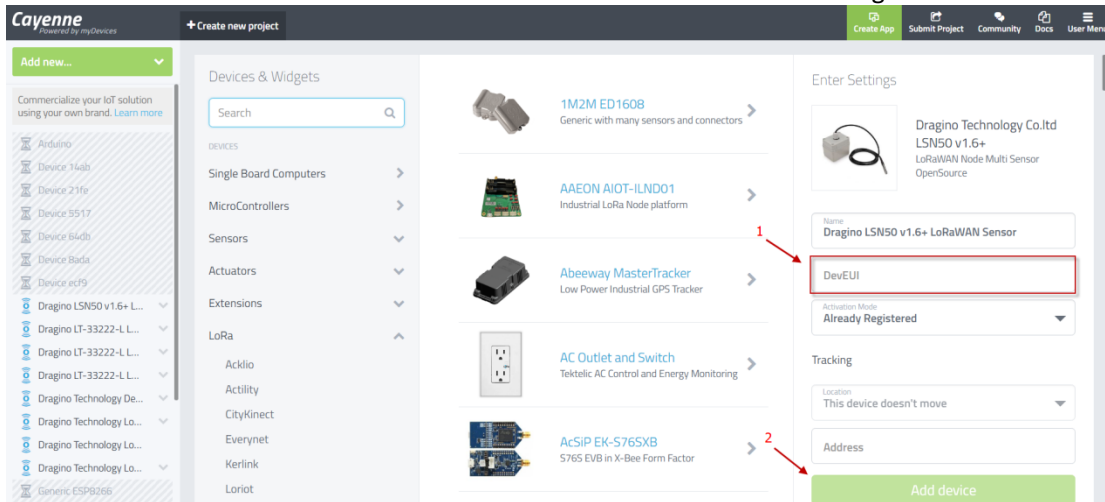 Cayenne
Powered by myDevices
+ Create new project
Create App
Submit Project
Community
Docs
User Menu
Add new...
Commercialize your IoT solution
using your own brand. Learn more
Arduino
Device 14ab
Device 21fe
Device 5517
Device 64db
Device 8ada
Device ecf9
Dragino LSN50 v1.6+ L...
Dragino LT-33222-L L...
Dragino LT-33222-L L...
Dragino LT-33222-L L...
Dragino Technology De...
Dragino Technology Lo...
Dragino Technology Lo...
Dragino Technology Lo...
Generic ESP8266
Devices & Widgets
Search
DEVICES
Single Board Computers
MicroControllers
Sensors
Actuators
Extensions
LoRa
Acklio
Actility
CityKinect
Everynet
Kerlink
Loriot
1M2M ED1608
Generic with many sensors and connectors
AAEON AIOT-ILND01
Industrial LoRa Node platform
Abeeway MasterTracker
Low Power Industrial GPS Tracker
AC Outlet and Switch
Tektelic AC Control and Energy Monitoring
AcSiP EK-S76SXB
S76S EVB in X-Bee Form Factor
Enter Settings
Dragino Technology Co.ltd
LSN50 v1.6+
LoRaWAN Node Multi Sensor
OpenSource
Name
Dragino LSN50 v1.6+ LoRaWAN Sensor
1
DevEUI
Activation Mode
Already Registered
Tracking
Location
This device doesn't move
Address
2
Add device